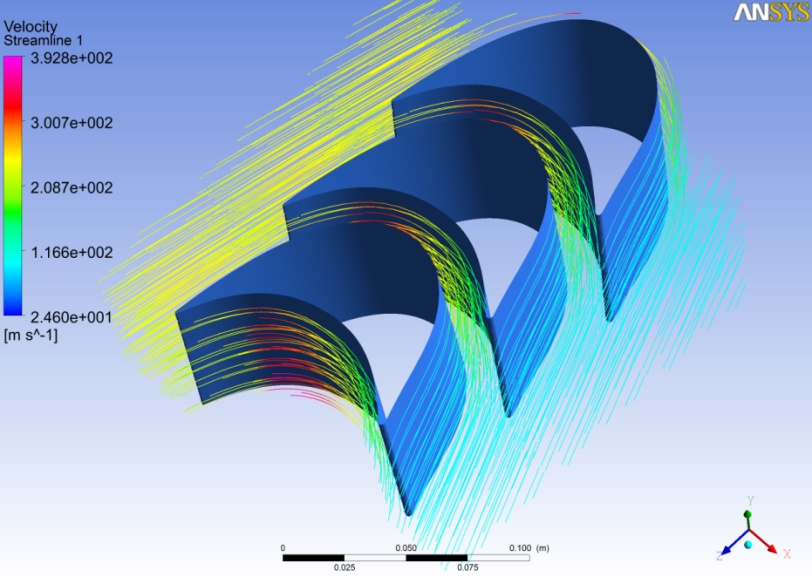 ANSYS
Velocity
Streamline 1
3.928e+002
3.007e+002
2.087e+002
1.166e+002
2.460e+001
[m s^-1]
0 0.050 0.100 (m)
0.025 0.075
Y
Z X